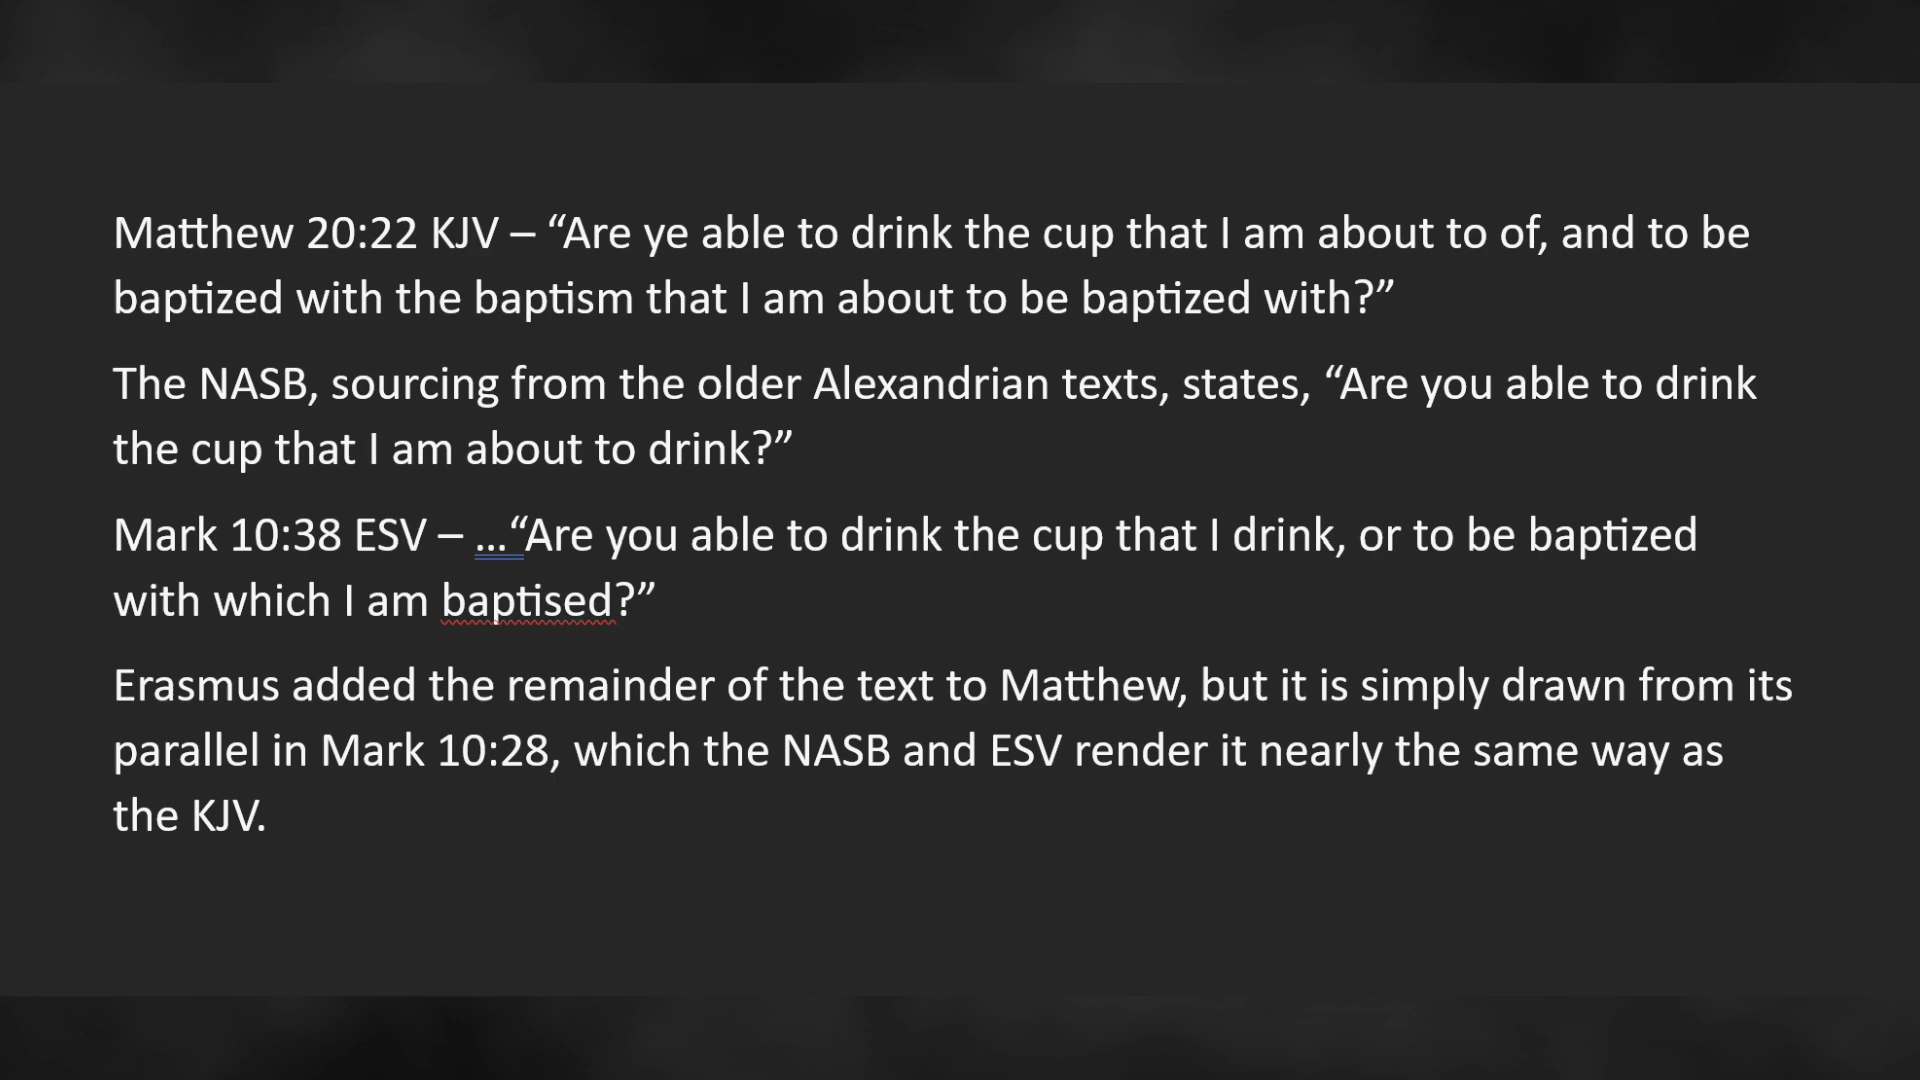 Matthew 20:22 KJV – “Are ye able to drink the cup that I am about to of, and to be
baptized with the baptism that I am about to be baptized with?”
The NASB, sourcing from the older Alexandrian texts, states, “Are you able to drink
the cup that I am about to drink?”
Mark 10:38 ESV – …“Are you able to drink the cup that I drink, or to be baptized
with which I am baptised?”
Erasmus added the remainder of the text to Matthew, but it is simply drawn from its
parallel in Mark 10:28, which the NASB and ESV render it nearly the same way as
the KJV.